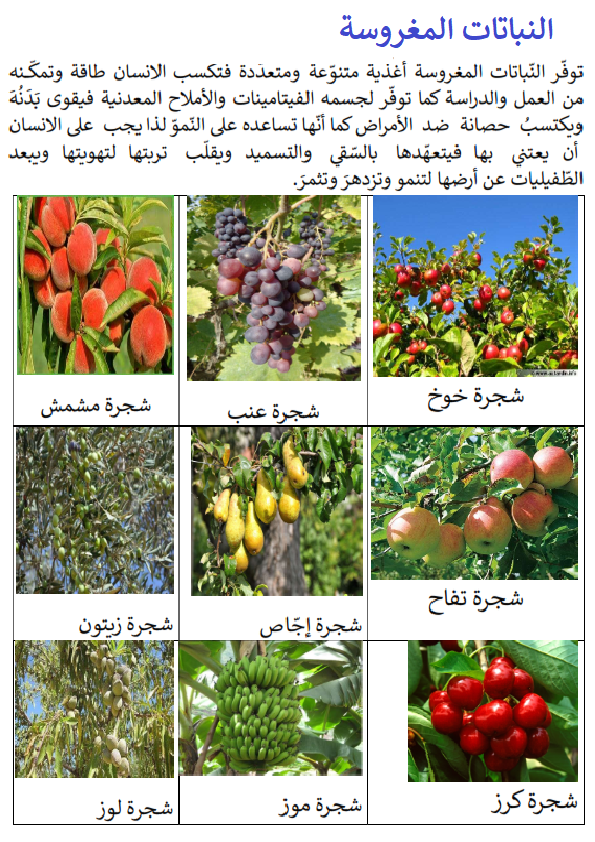 النباتات المغروسة
توفّر النّباتات المغروسة أغذية متنوّعة ومتعدّدة فتكسب الانسان طاقة وتمكّنه
من العمل والدراسة كما توفّر لجسمه الفيتامينات والأملاح المعدنية فيقوى بَدَنُهُ
ويكتسبُ حصانة ضد الأمراض كما أنّها تساعده على النّموّ لذا يجب على الانسان
أن يعتني بها فيتعهّدها بالسّقي والتسميد ويقلّب تربتها لتهويتها ويبعد
الطّفيليات عن أرضها لتنمو وتزدهرَ وتثمرَ.
شجرة خوخ
شجرة عنب
شجرة مشمش
شجرة تفاح
شجرة إجّاص
شجرة زيتون
شجرة كرز
شجرة موز
شجرة لوز